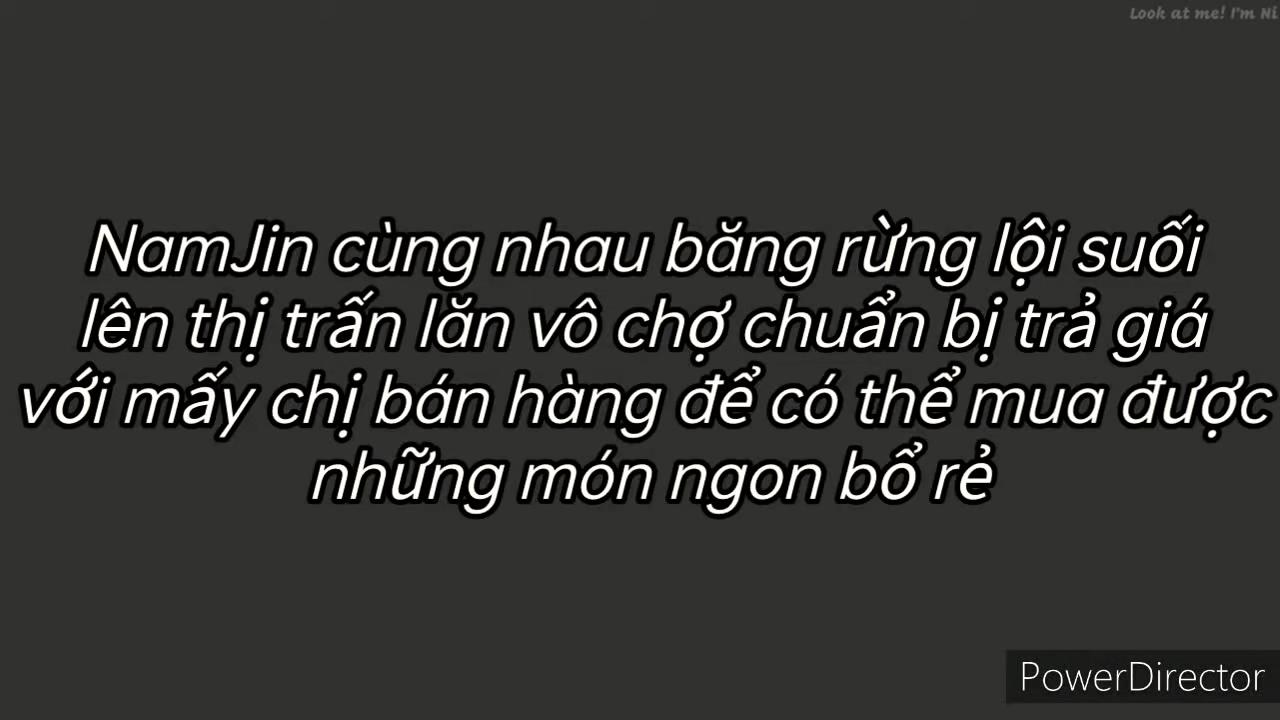 Look at me! I'm Ni
NamJin cùng nhau băng rừng lội suối
lên thị trấn lăn vô chợ chuẩn bị trả giá
với mấy chị bán hàng để có thể mua được
những món ngon bổ rẻ
PowerDirector